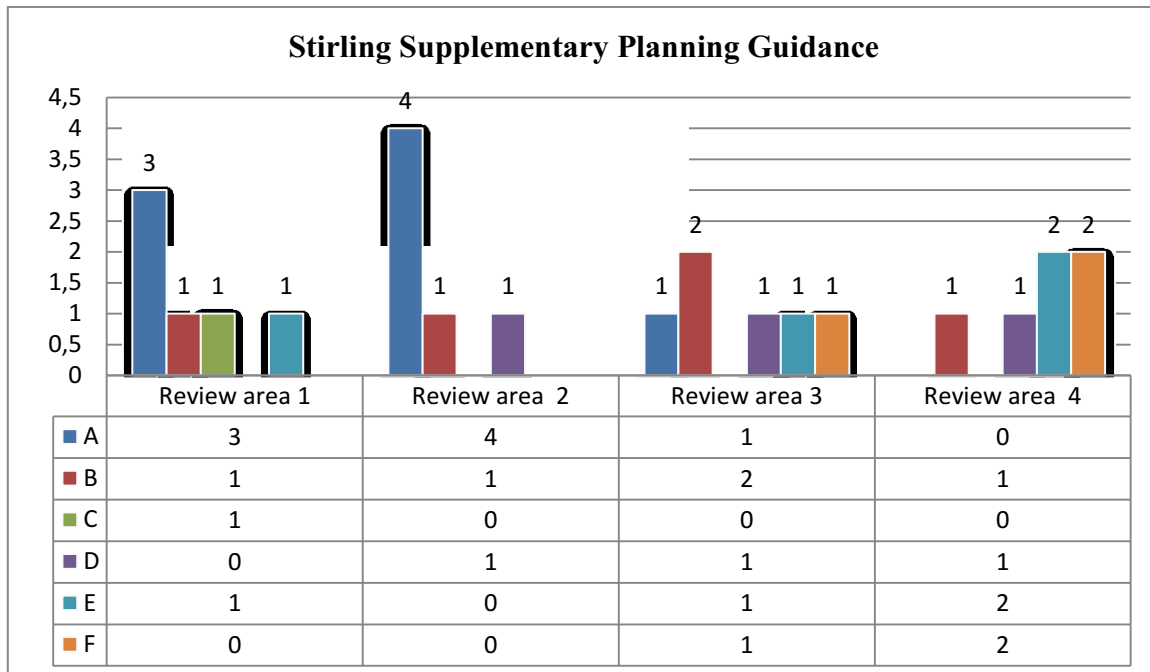 Stirling Supplementary Planning Guidance
4,5
4
3,5
3
2,5
2
1,5
1
0,5
0
3 1 1 1
4 1 1
1 2 1 1 1
1 1 2 2
Review area 1 Review area 2 Review area 3 Review area 4
A 3 4 1 0
B 1 1 2 1
C 1 0 0 0
D 0 1 1 1
E 1 0 1 2
F 0 0 1 2